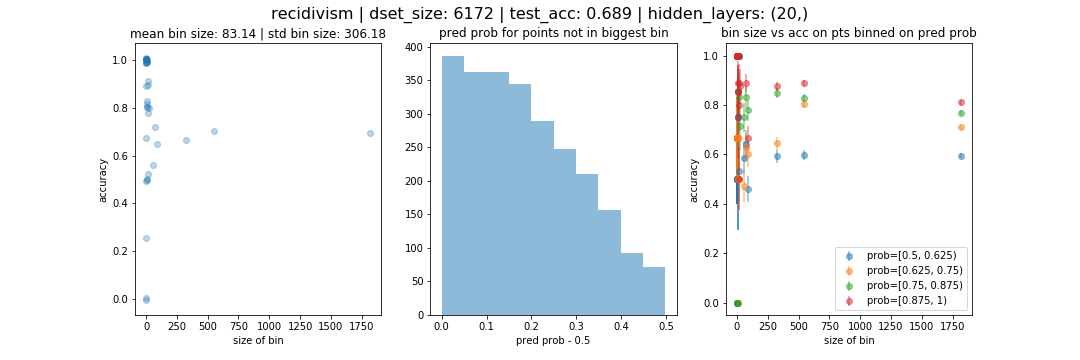 recidivism | dset_size: 6172 | test_acc: 0.689 | hidden_layers: (20,)
mean bin size: 83.14 | std bin size: 306.18
accuracy
1.0
0.8
0.6
0.4
0.2
0.0
0 250 500 750 1000 1250 1500 1750
size of bin
pred prob for points not in biggest bin
400
350
300
250
200
150
100
50
0
0.0 0.1 0.2 0.3 0.4 0.5
pred prob - 0.5
bin size vs acc on pts binned on pred prob
accuracy
1.0
0.8
0.6
0.4
0.2
0.0
prob=[0.5, 0.625)
prob=[0.625, 0.75)
prob=[0.75, 0.875)
prob=[0.875, 1)
0 250 500 750 1000 1250 1500 1750
size of bin